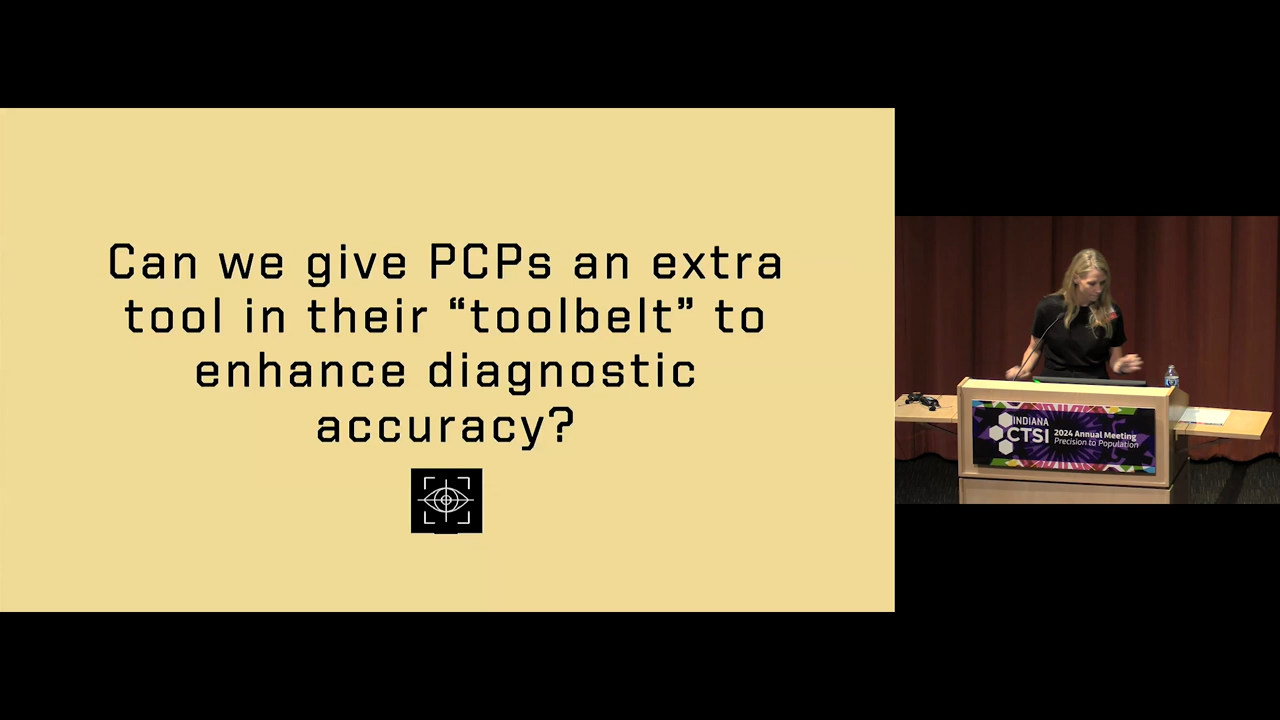 Can we give PCPs an extra
tool in their “toolbelt” to
enhance diagnostic
accuracy?
INDIANA
CTSI
2024 Annual Meeting
Precision to Population